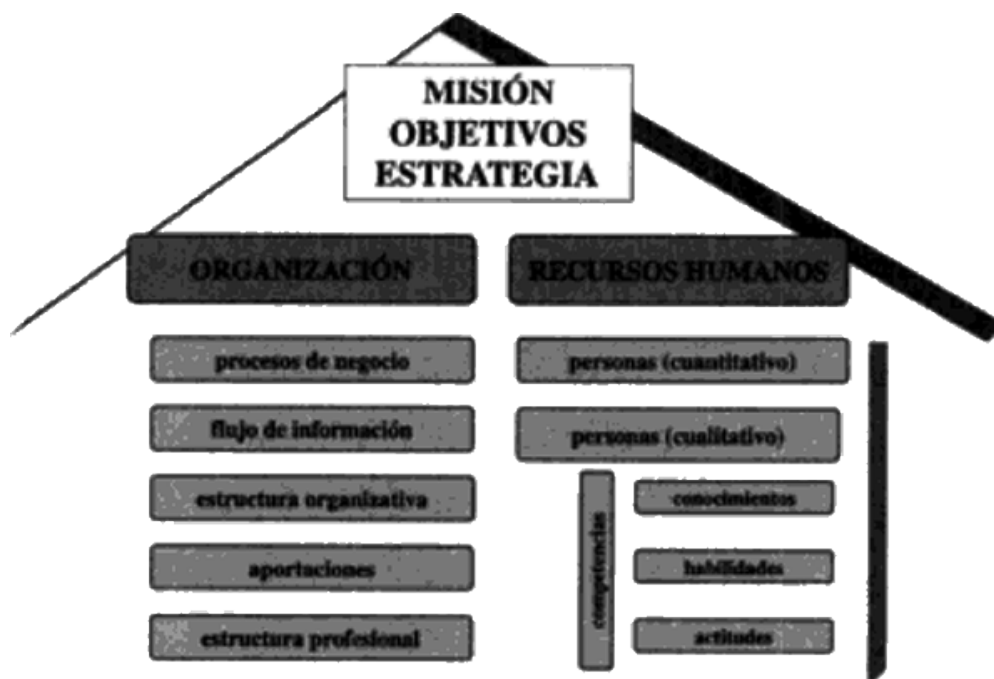 MISIÓN
OBJETIVOS
ESTRATEGIA
ORGANIZACIÓN
procesos de negocio
flujo de información
estructura organizativa
aportaciones
estructura profesional
RECURSOS HUMANOS
personas (cuantitativo)
personas (cualitativo)
competencias
conocimientos
habilidades
actitudes